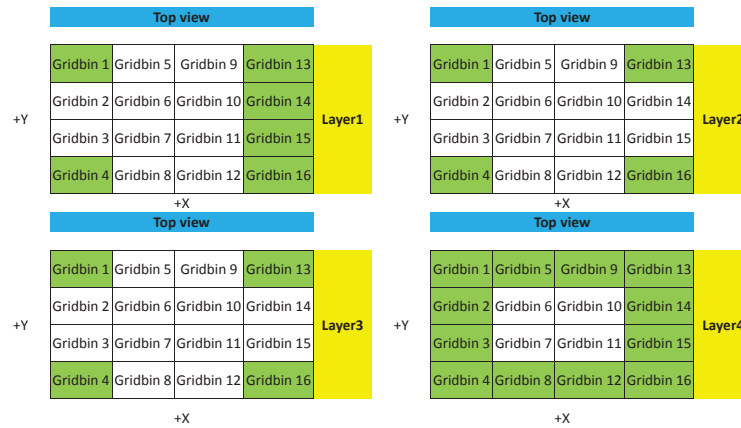 Top view
Top view
Gridbin 1 Gridbin 5 Gridbin 9 Gridbin 13
Gridbin 2 Gridbin 6 Gridbin 10 Gridbin 14
Gridbin 3 Gridbin 7 Gridbin 11 Gridbin 15
Gridbin 4 Gridbin 8 Gridbin 12 Gridbin 16
+Y
Layer1
+X
Gridbin 1 Gridbin 5 Gridbin 9 Gridbin 13
Gridbin 2 Gridbin 6 Gridbin 10 Gridbin 14
Gridbin 3 Gridbin 7 Gridbin 11 Gridbin 15
Gridbin 4 Gridbin 8 Gridbin 12 Gridbin 16
+Y
Layer2
+X
Top view
Top view
Gridbin 1 Gridbin 5 Gridbin 9 Gridbin 13
Gridbin 2 Gridbin 6 Gridbin 10 Gridbin 14
Gridbin 3 Gridbin 7 Gridbin 11 Gridbin 15
Gridbin 4 Gridbin 8 Gridbin 12 Gridbin 16
+Y
Layer3
+X
Gridbin 1 Gridbin 5 Gridbin 9 Gridbin 13
Gridbin 2 Gridbin 6 Gridbin 10 Gridbin 14
Gridbin 3 Gridbin 7 Gridbin 11 Gridbin 15
Gridbin 4 Gridbin 8 Gridbin 12 Gridbin 16
+Y
Layer4
+X